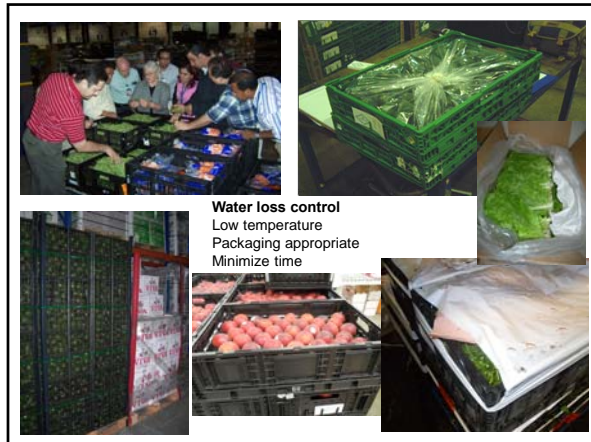 Water loss control
Low temperature
Packaging appropriate
Minimize time